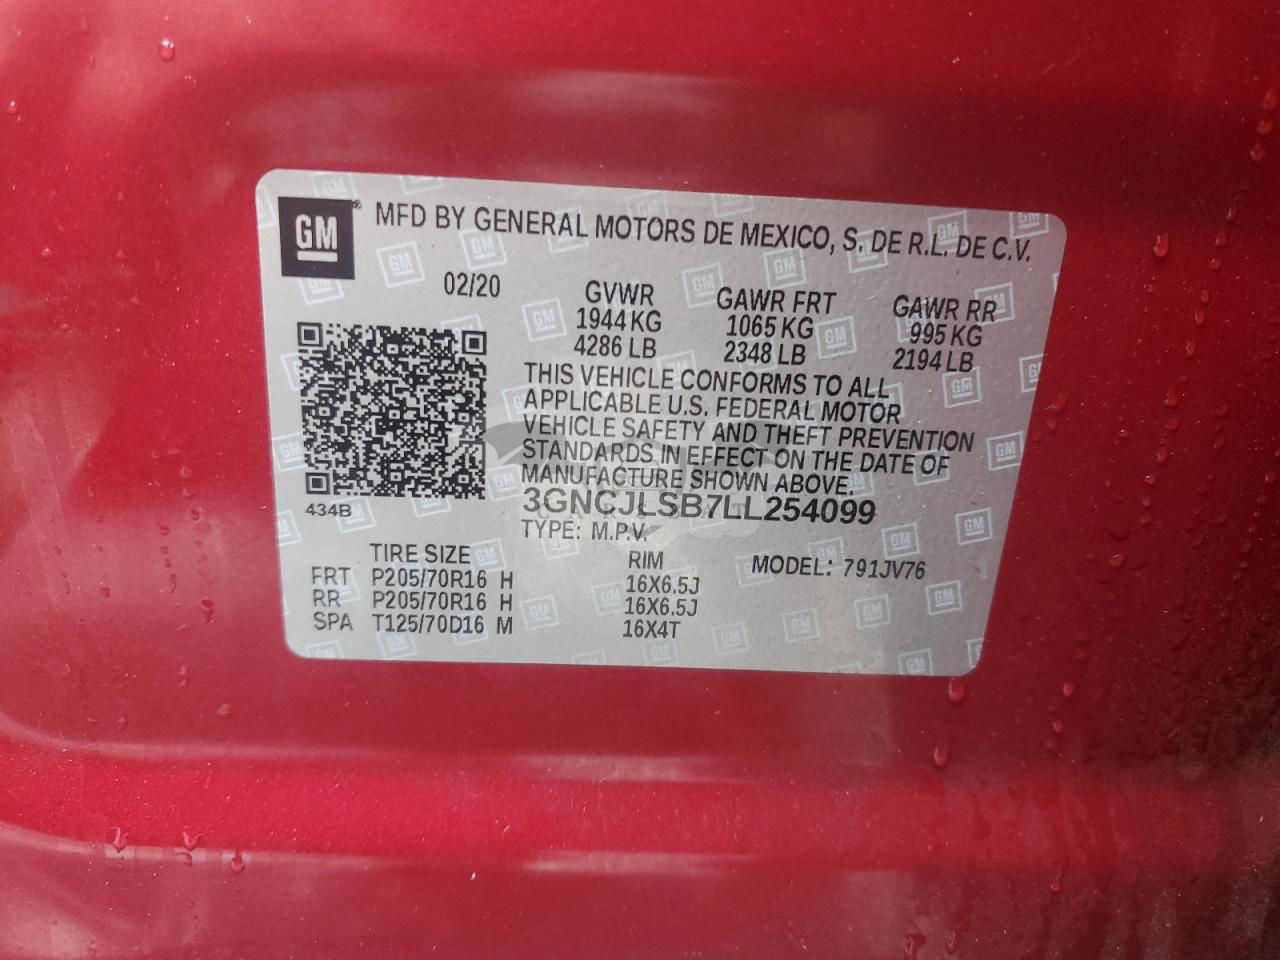 GM® MFD BY GENERAL MOTORS DE MEXICO, S. DE R.L. DE C.V.
02/20 GVWR GAWR FRT GAWR RR
1944 KG 1065 KG 995 KG
4286 LB 2348 LB 2194 LB
THIS VEHICLE CONFORMS TO ALL
APPLICABLE U.S. FEDERAL MOTOR
VEHICLE SAFETY AND THEFT PREVENTION
STANDARDS IN EFFECT ON THE DATE OF
MANUFACTURE SHOWN ABOVE.
434B 3GNCJLSB7LL254099
TYPE: M.P.V.
TIRE SIZE RIM MODEL: 791JV76
FRT P205/70R16 H 16X6.5J
RR P205/70R16 H 16X6.5J
SPA T125/70D16 M 16X4T